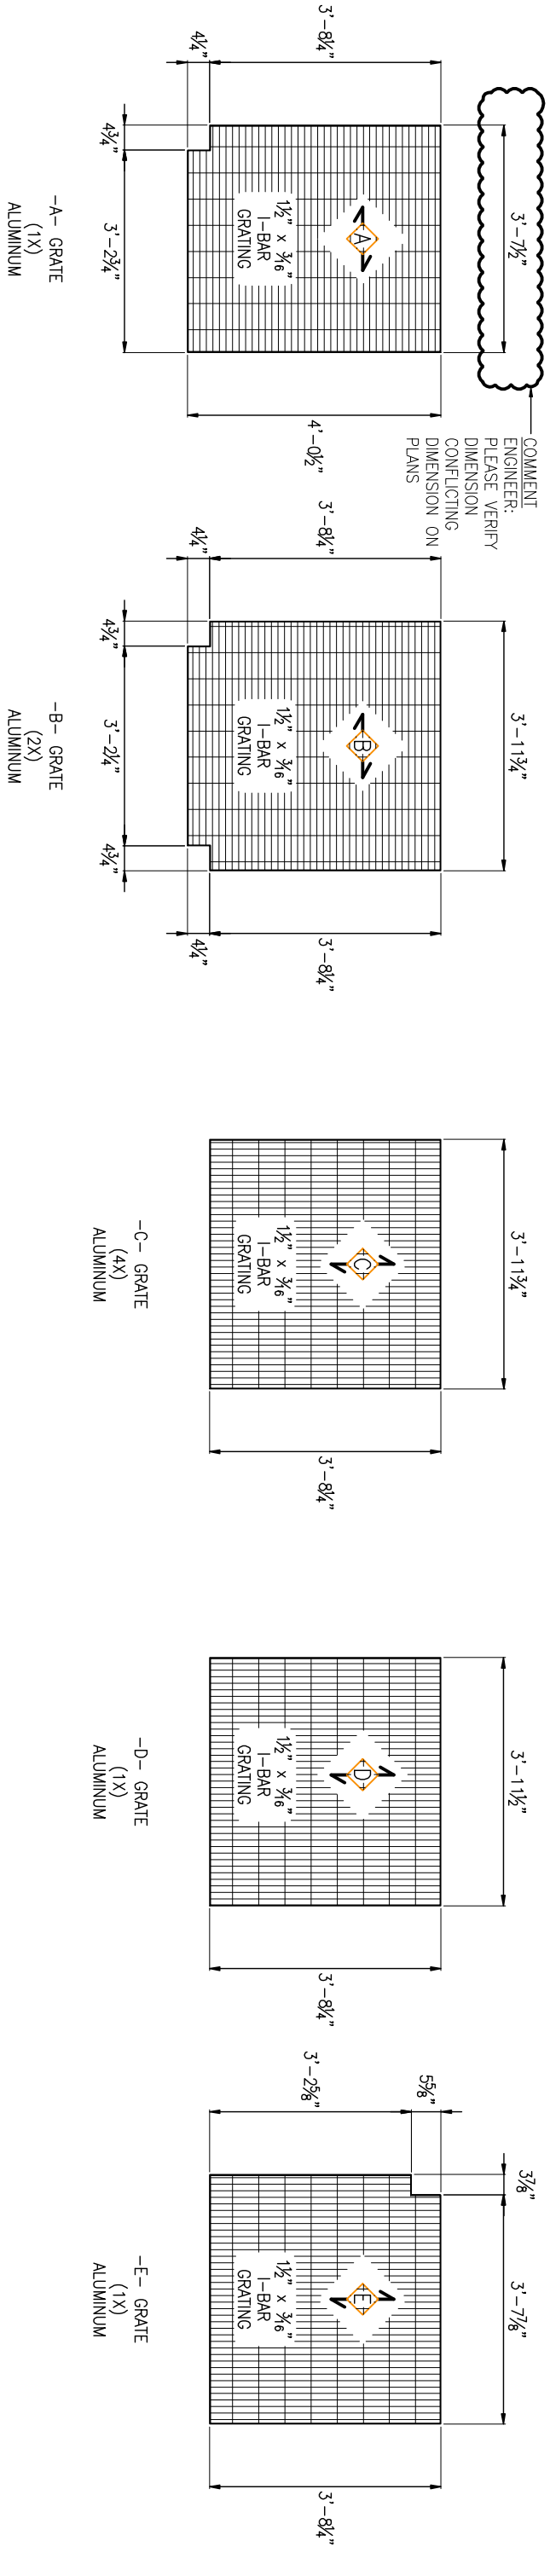 3'-7½"
COMMENT
ENGINEER:
PLEASE VERIFY
DIMENSION
CONFLICTING
DIMENSION ON
PLANS
3'-8¼"
4¼"
A
1½" x 3⁄16"
I-BAR
GRATING
4'-0½"
4¾"
3'-2¾"
-A- GRATE
(1X)
ALUMINUM
3'-11¾"
3'-8¼"
4¼"
B
1½" x 3⁄16"
I-BAR
GRATING
3'-8¼"
4¼"
4¾"
3'-2¼"
4¾"
-B- GRATE
(2X)
ALUMINUM
3'-11¾"
C
1½" x 3⁄16"
I-BAR
GRATING
3'-8¼"
-C- GRATE
(4X)
ALUMINUM
3'-11½"
D
1½" x 3⁄16"
I-BAR
GRATING
3'-8¼"
-D- GRATE
(1X)
ALUMINUM
3⅞"
3'-7⅞"
5⅝"
3'-2⅝"
E
1½" x 3⁄16"
I-BAR
GRATING
3'-8¼"
-E- GRATE
(1X)
ALUMINUM